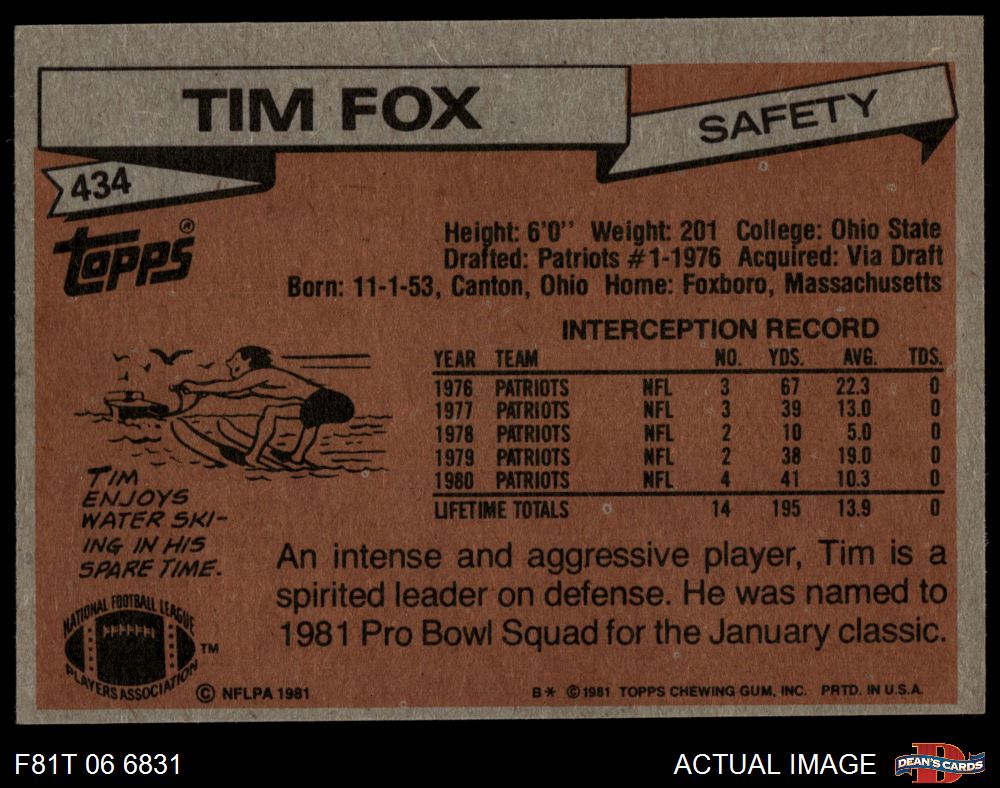 TIM FOX
SAFETY
434
TOPPS®
Height: 6'0'' Weight: 201 College: Ohio State
Drafted: Patriots #1-1976 Acquired: Via Draft
Born: 11-1-53, Canton, Ohio Home: Foxboro, Massachusetts
INTERCEPTION RECORD
YEAR TEAM NO. YDS. AVG. TDS.
1976 PATRIOTS NFL 3 67 22.3 0
1977 PATRIOTS NFL 3 39 13.0 0
1978 PATRIOTS NFL 2 10 5.0 0
1979 PATRIOTS NFL 2 38 19.0 0
1980 PATRIOTS NFL 4 41 10.3 0
LIFETIME TOTALS 14 195 13.9 0
TIM
ENJOYS
WATER SKI-
ING IN HIS
SPARE TIME.
An intense and aggressive player, Tim is a
spirited leader on defense. He was named to
1981 Pro Bowl Squad for the January classic.
NATIONAL FOOTBALL LEAGUE
PLAYERS ASSOCIATION
TM
© NFLPA 1981
B* © 1981 TOPPS CHEWING GUM, INC. PRTD. IN U.S.A.
F81T 06 6831
ACTUAL IMAGE
DEAN'S CARDS